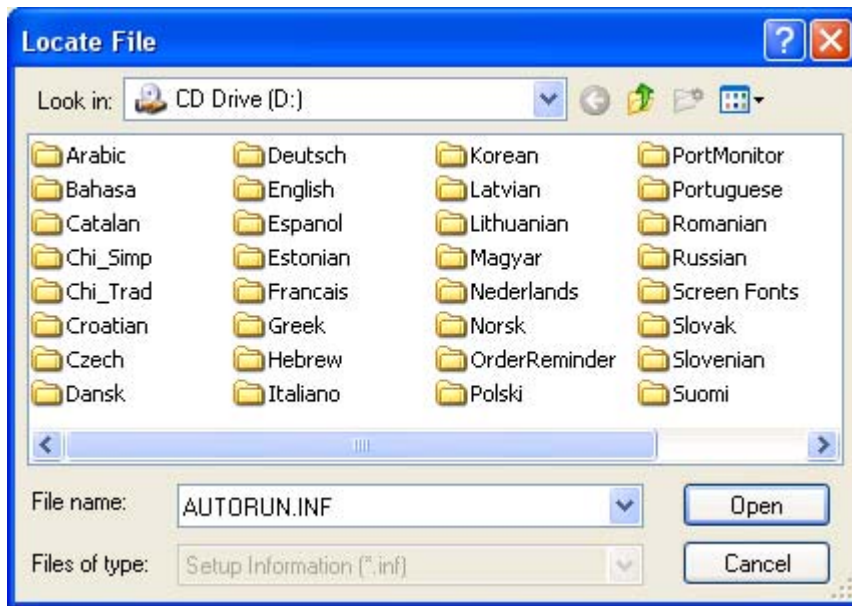 Locate File
Look in: CD Drive (D:)
Arabic Deutsch Korean PortMonitor
Bahasa English Latvian Portuguese
Catalan Espanol Lithuanian Romanian
Chi_Simp Estonian Magyar Russian
Chi_Trad Francais Nederlands Screen Fonts
Croatian Greek Norsk Slovak
Czech Hebrew OrderReminder Slovenian
Dansk Italiano Polski Suomi
File name: AUTORUN.INF Open
Files of type: Setup Information (*.inf) Cancel